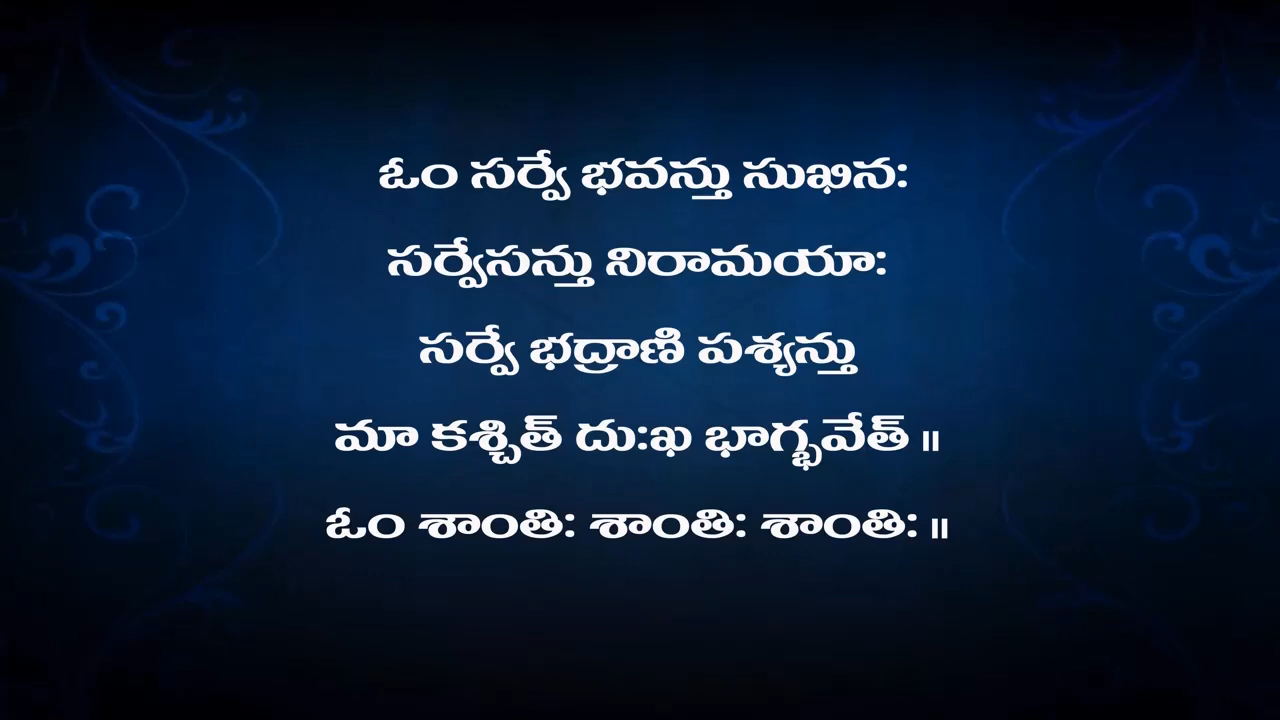 ఓం సర్వే భవన్తు సుఖినః
సర్వేసన్తు నిరామయాః
సర్వే భద్రాణి పశ్యన్తు
మా కశ్చిత్ దుఃఖ భాగ్భవేత్ ॥
ఓం శాంతిః శాంతిః శాంతిః ॥